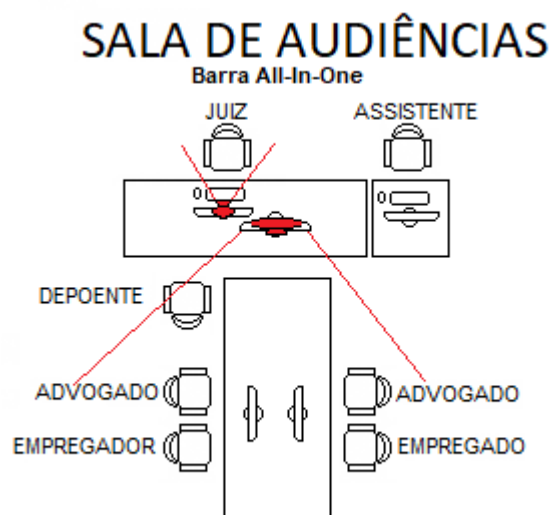 SALA DE AUDIÊNCIAS
Barra All-In-One
JUIZ
ASSISTENTE
DEPOENTE
ADVOGADO
ADVOGADO
EMPREGADOR
EMPREGADO